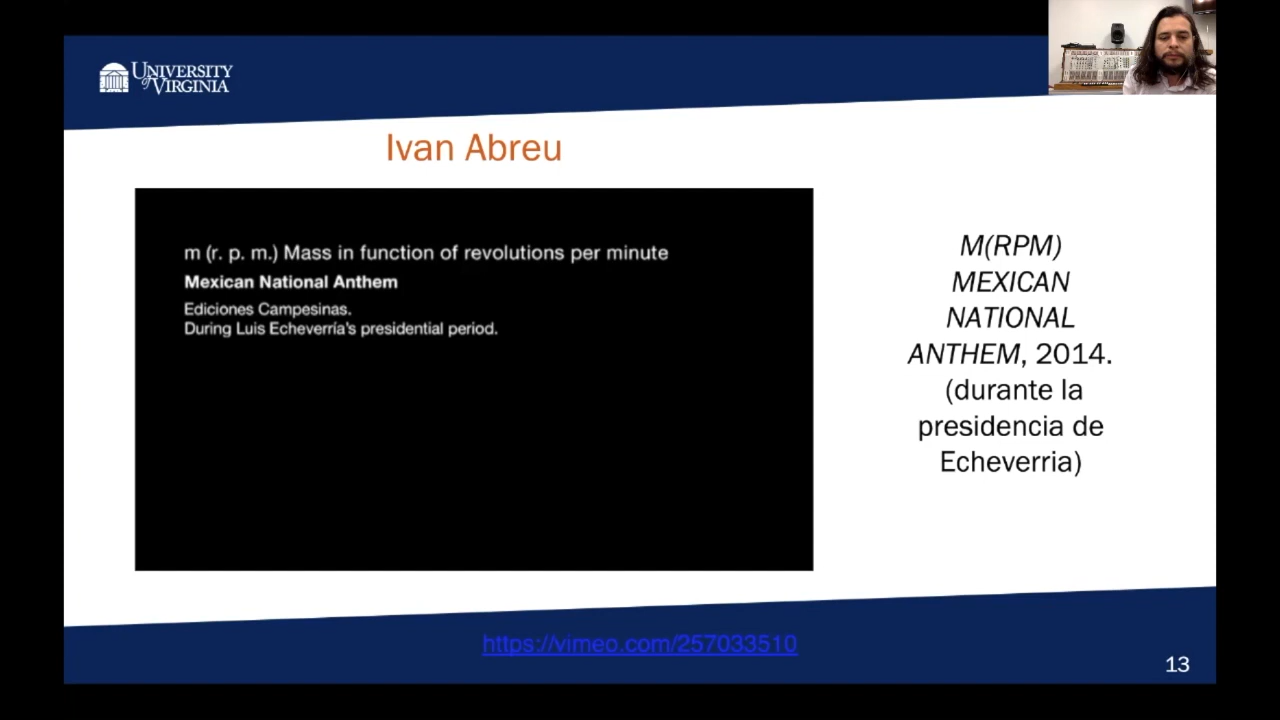 UNIVERSITY
of VIRGINIA
Ivan Abreu
m (r. p. m.) Mass in function of revolutions per minute
Mexican National Anthem
Ediciones Campesinas.
During Luis Echeverría's presidential period.
M(RPM)
MEXICAN
NATIONAL
ANTHEM, 2014.
(durante la
presidencia de
Echeverria)
https://vimeo.com/257033510
13